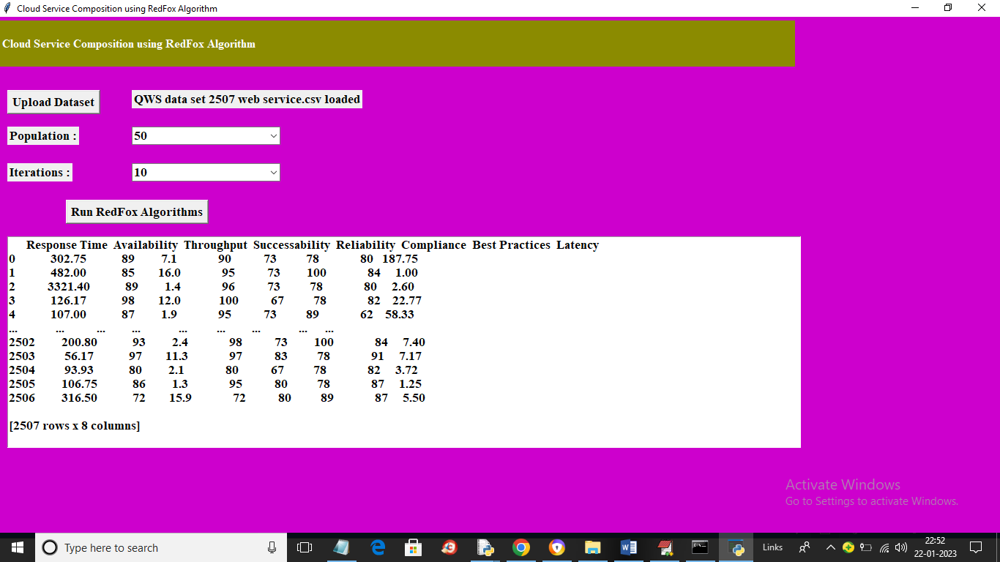 Cloud Service Composition using RedFox Algorithm
Cloud Service Composition using RedFox Algorithm
Upload Dataset
QWS data set 2507 web service.csv loaded
Population :
50
Iterations :
10
Run RedFox Algorithms
Response Time Availability Throughput Successability Reliability Compliance Best Practices Latency
0 302.75 89 7.1 90 73 78 80 187.75
1 482.00 85 16.0 95 73 100 84 1.00
2 3321.40 89 1.4 96 73 78 80 2.60
3 126.17 98 12.0 100 67 78 82 22.77
4 107.00 87 1.9 95 73 89 62 58.33
... ... ... ... ... ... ... ... ...
2502 200.80 93 2.4 98 73 100 84 7.40
2503 56.17 97 11.3 97 83 78 91 7.17
2504 93.93 80 2.1 80 67 78 82 3.72
2505 106.75 86 1.3 95 80 78 87 1.25
2506 316.50 72 15.9 72 80 89 87 5.50
[2507 rows x 8 columns]
Activate Windows
Go to Settings to activate Windows.
Type here to search
Links
22:52
22-01-2023